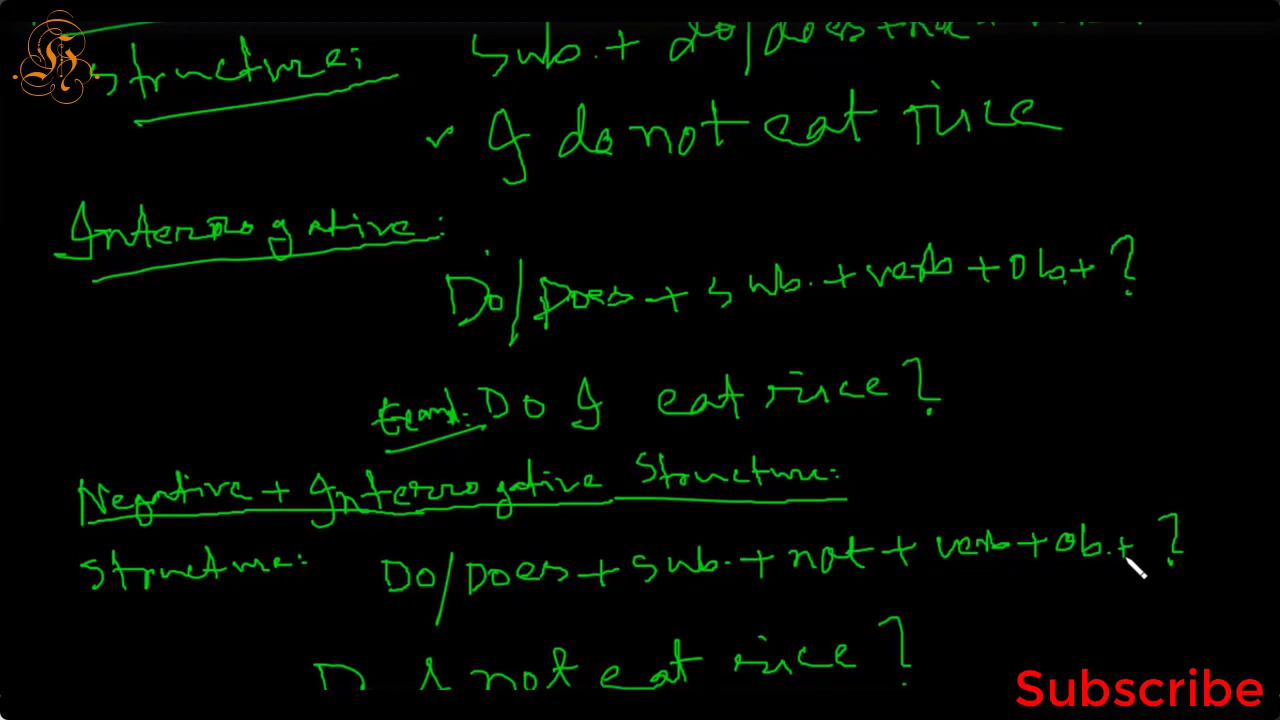 Structure: Sub. + do/does + not +
I do not eat rice
Interrogative:
Do/Does + sub. + verb + ob. + ?
Exam: Do I eat rice?
Negative + Interrogative Structure:
Structure: Do/Does + sub. + not + verb + ob. + ?
I not eat rice?
Subscribe